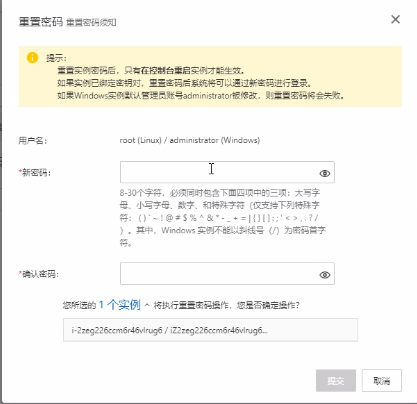 重置密码 重置密码须知
提示:
重置实例密码后，只有在控制台重启实例才能生效。
如果实例已绑定密钥对，重置密码后系统将可以通过新密码进行登录。
如果Windows实例默认管理员账号administrator被修改，则重置密码将会失败。
用户名: root (Linux) / administrator (Windows)
*新密码:
8-30个字符，必须同时包含下面四项中的三项：大写字
母、小写字母、数字、和特殊字符（仅支持下列特殊字
符: ( ) ` ~ ! @ # $ % ^ & * - _ + = | { } [ ] : ; ' < > , . ? /
）。其中，Windows 实例不能以斜线号（/）为密码首字
符。
*确认密码:
您所选的 1 个实例 将执行重置密码操作，您是否确定操作？
i-2zeg226ccm6r46vlrug6 / iZ2zeg226ccm6r46vlrug6...
提交 取消